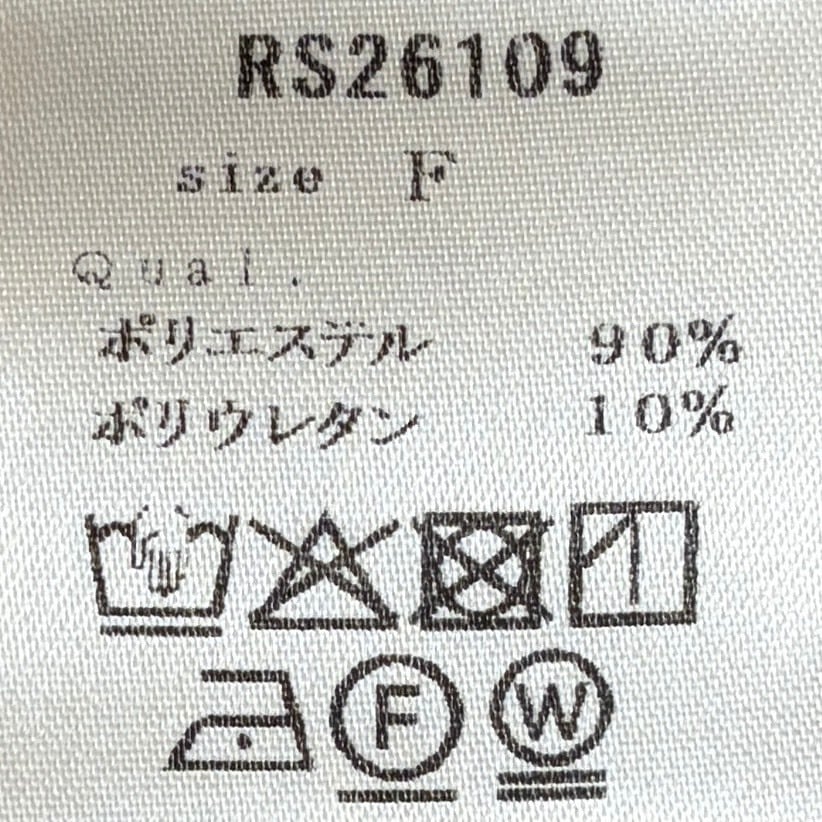 RS26109
size F
Qual.
ポリエステル 90%
ポリウレタン 10%
F W